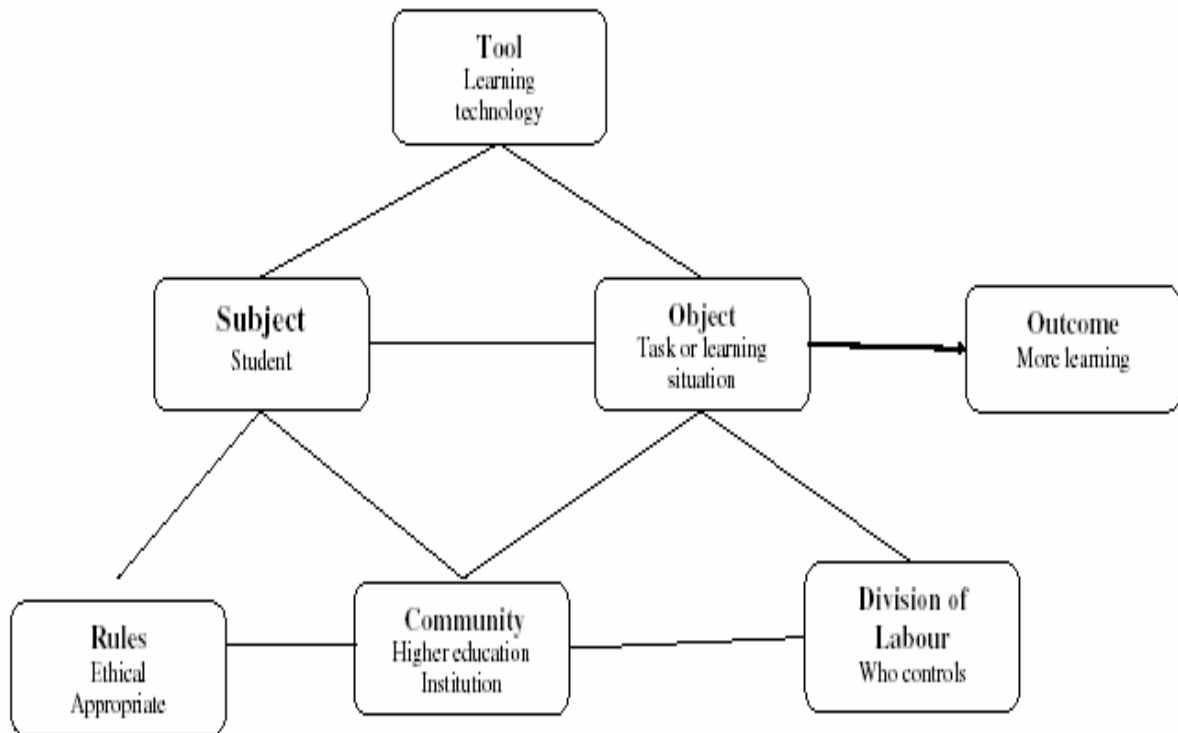 Tool
Learning
technology
Subject
Student
Object
Task or learning
situation
Outcome
More learning
Rules
Ethical
Appropriate
Community
Higher education
Institution
Division of
Labour
Who controls